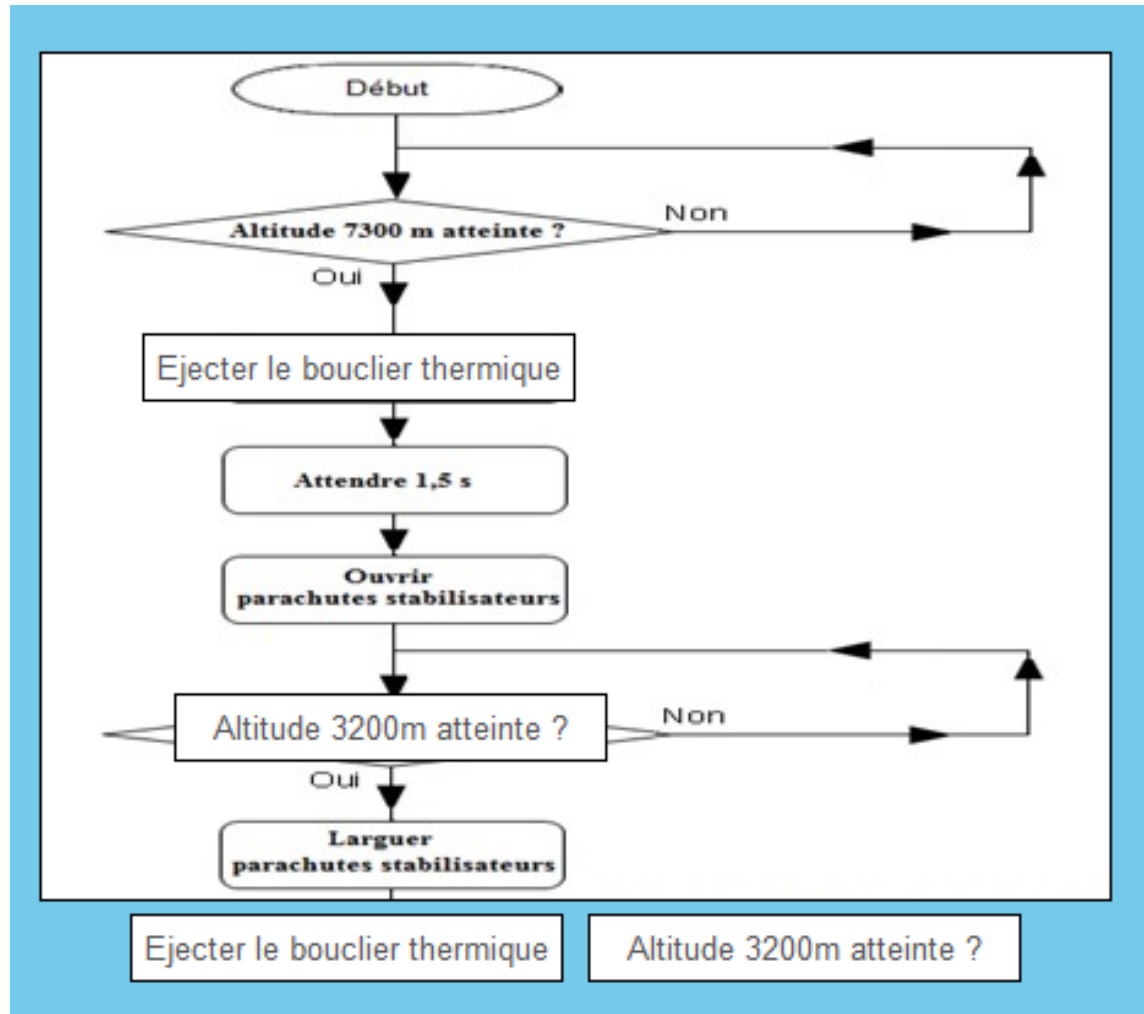 Début
Altitude 7300 m atteinte ?
Non
Oui
Ejecter le bouclier thermique
Attendre 1,5 s
Ouvrir
parachutes stabilisateurs
Altitude 3200m atteinte ?
Non
Oui
Larguer
parachutes stabilisateurs
Ejecter le bouclier thermique
Altitude 3200m atteinte ?